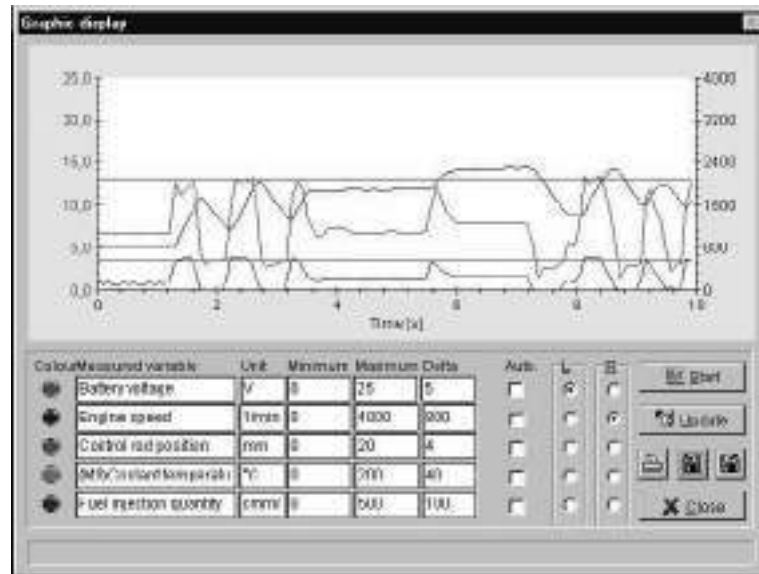 Graphic display
25,0
20,0
15,0
10,0
5,0
0,0
4000
3200
2400
1600
800
0
0 2 4 6 8 10
Time [s]
Colour Measured variable Unit Minimum Maximum Delta Auto. L R
Battery voltage V 0 25 5
Engine speed 1/min 0 4000 800
Control rod position mm 0 20 4
°C 0 200 40
Fuel injection quantity 0 500 100
Start
Update
Close